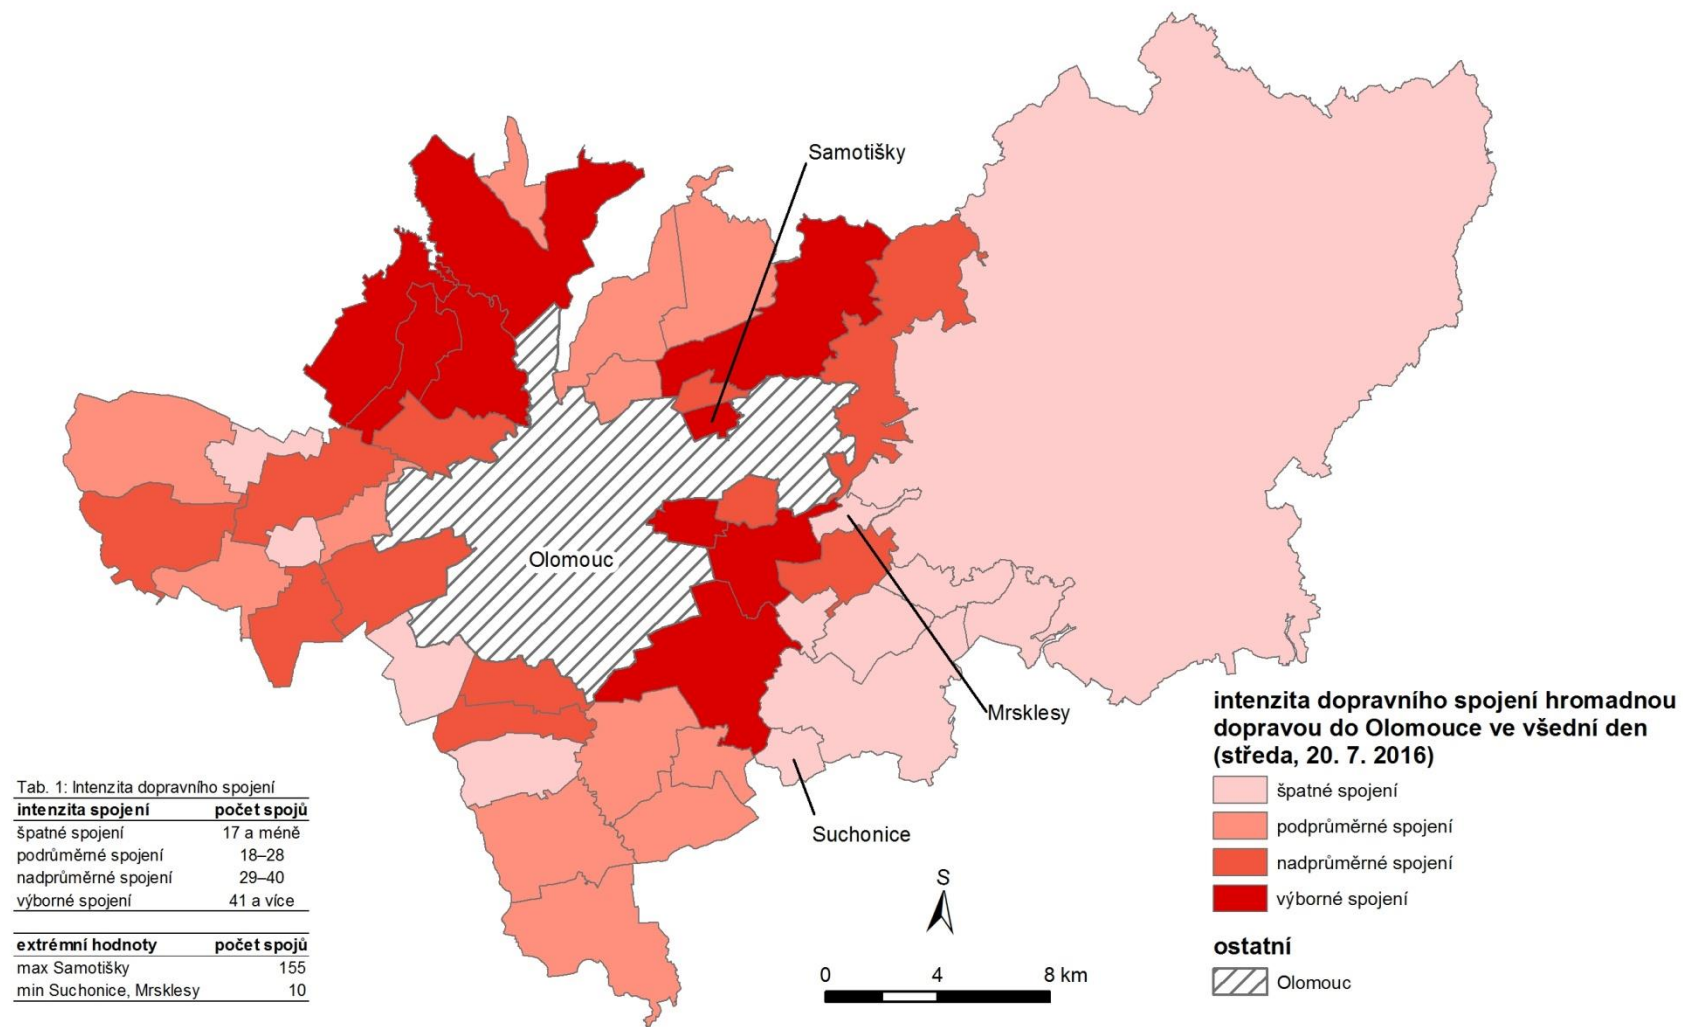 Samotišky
Olomouc
Mrsklesy
Suchonice
intenzita dopravního spojení hromadnou
dopravou do Olomouce ve všední den
(středa, 20. 7. 2016)
špatné spojení
podprůměrné spojení
nadprůměrné spojení
výborné spojení
ostatní
Olomouc
S
0 4 8 km
Tab. 1: Intenzita dopravního spojení
intenzita spojení počet spojů
špatné spojení 17 a méně
podrůměrné spojení 18–28
nadprůměrné spojení 29–40
výborné spojení 41 a více
extrémní hodnoty počet spojů
max Samotišky 155
min Suchonice, Mrsklesy 10